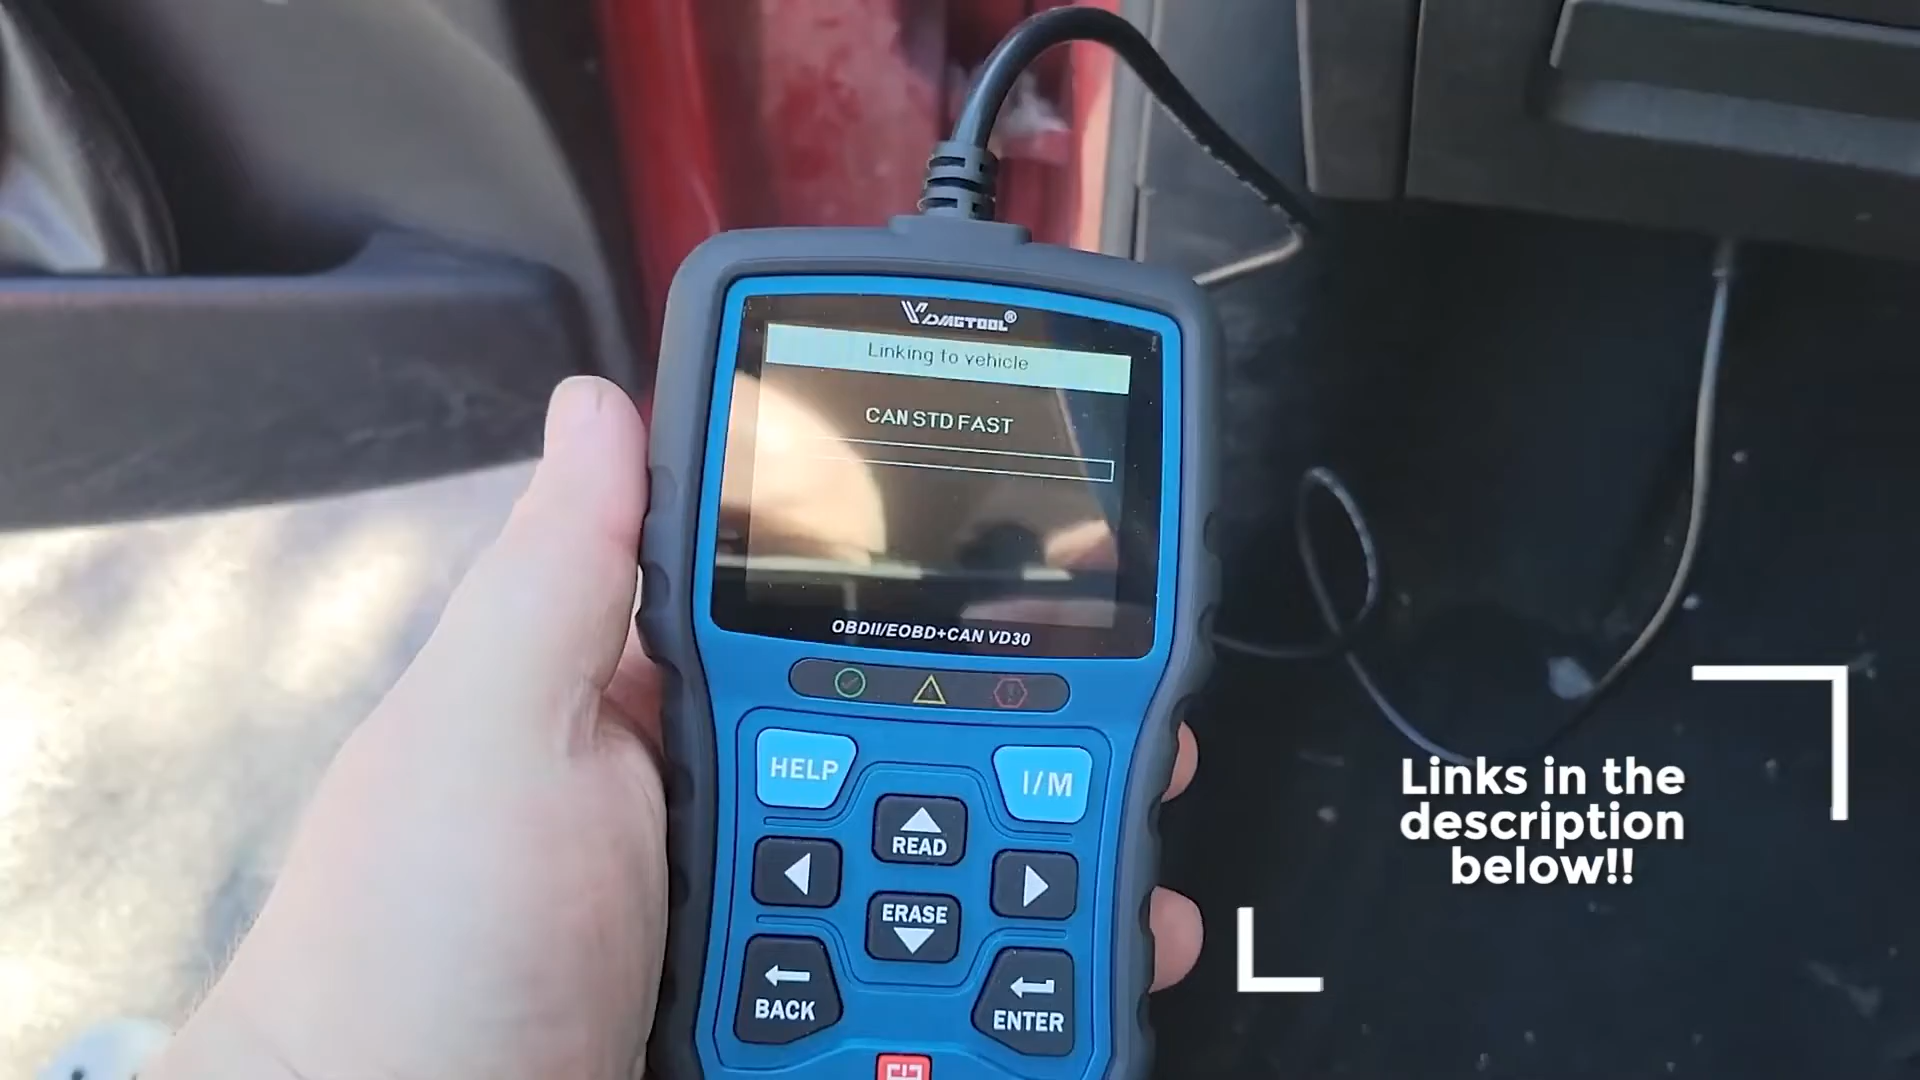 VDIAGTOOL®
Linking to vehicle
CAN STD FAST
OBDII/EOBD+CAN VD30
HELP
I/M
READ
ERASE
BACK
ENTER
Links in the
description
below!!